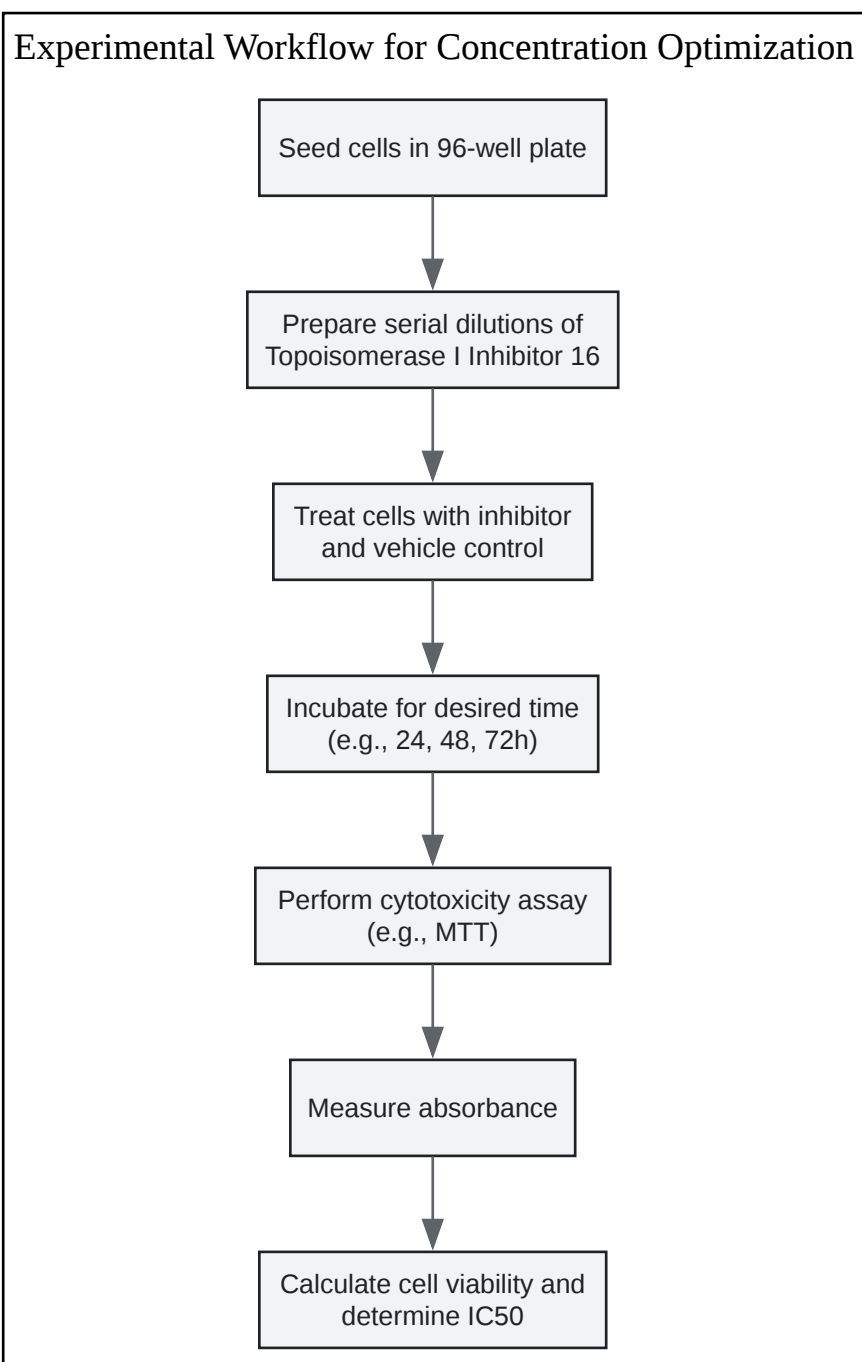 Experimental Workflow for Concentration Optimization
Seed cells in 96-well plate
Prepare serial dilutions of
Topoisomerase I Inhibitor 16
Treat cells with inhibitor
and vehicle control
Incubate for desired time
(e.g., 24, 48, 72h)
Perform cytotoxicity assay
(e.g., MTT)
Measure absorbance
Calculate cell viability and
determine IC50